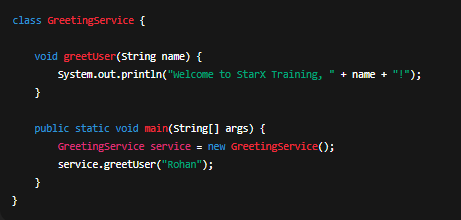 class GreetingService {
void greetUser(String name) {
System.out.println("Welcome to StarX Training, " + name + "!");
}
public static void main(String[] args) {
GreetingService service = new GreetingService();
service.greetUser("Rohan");
}
}